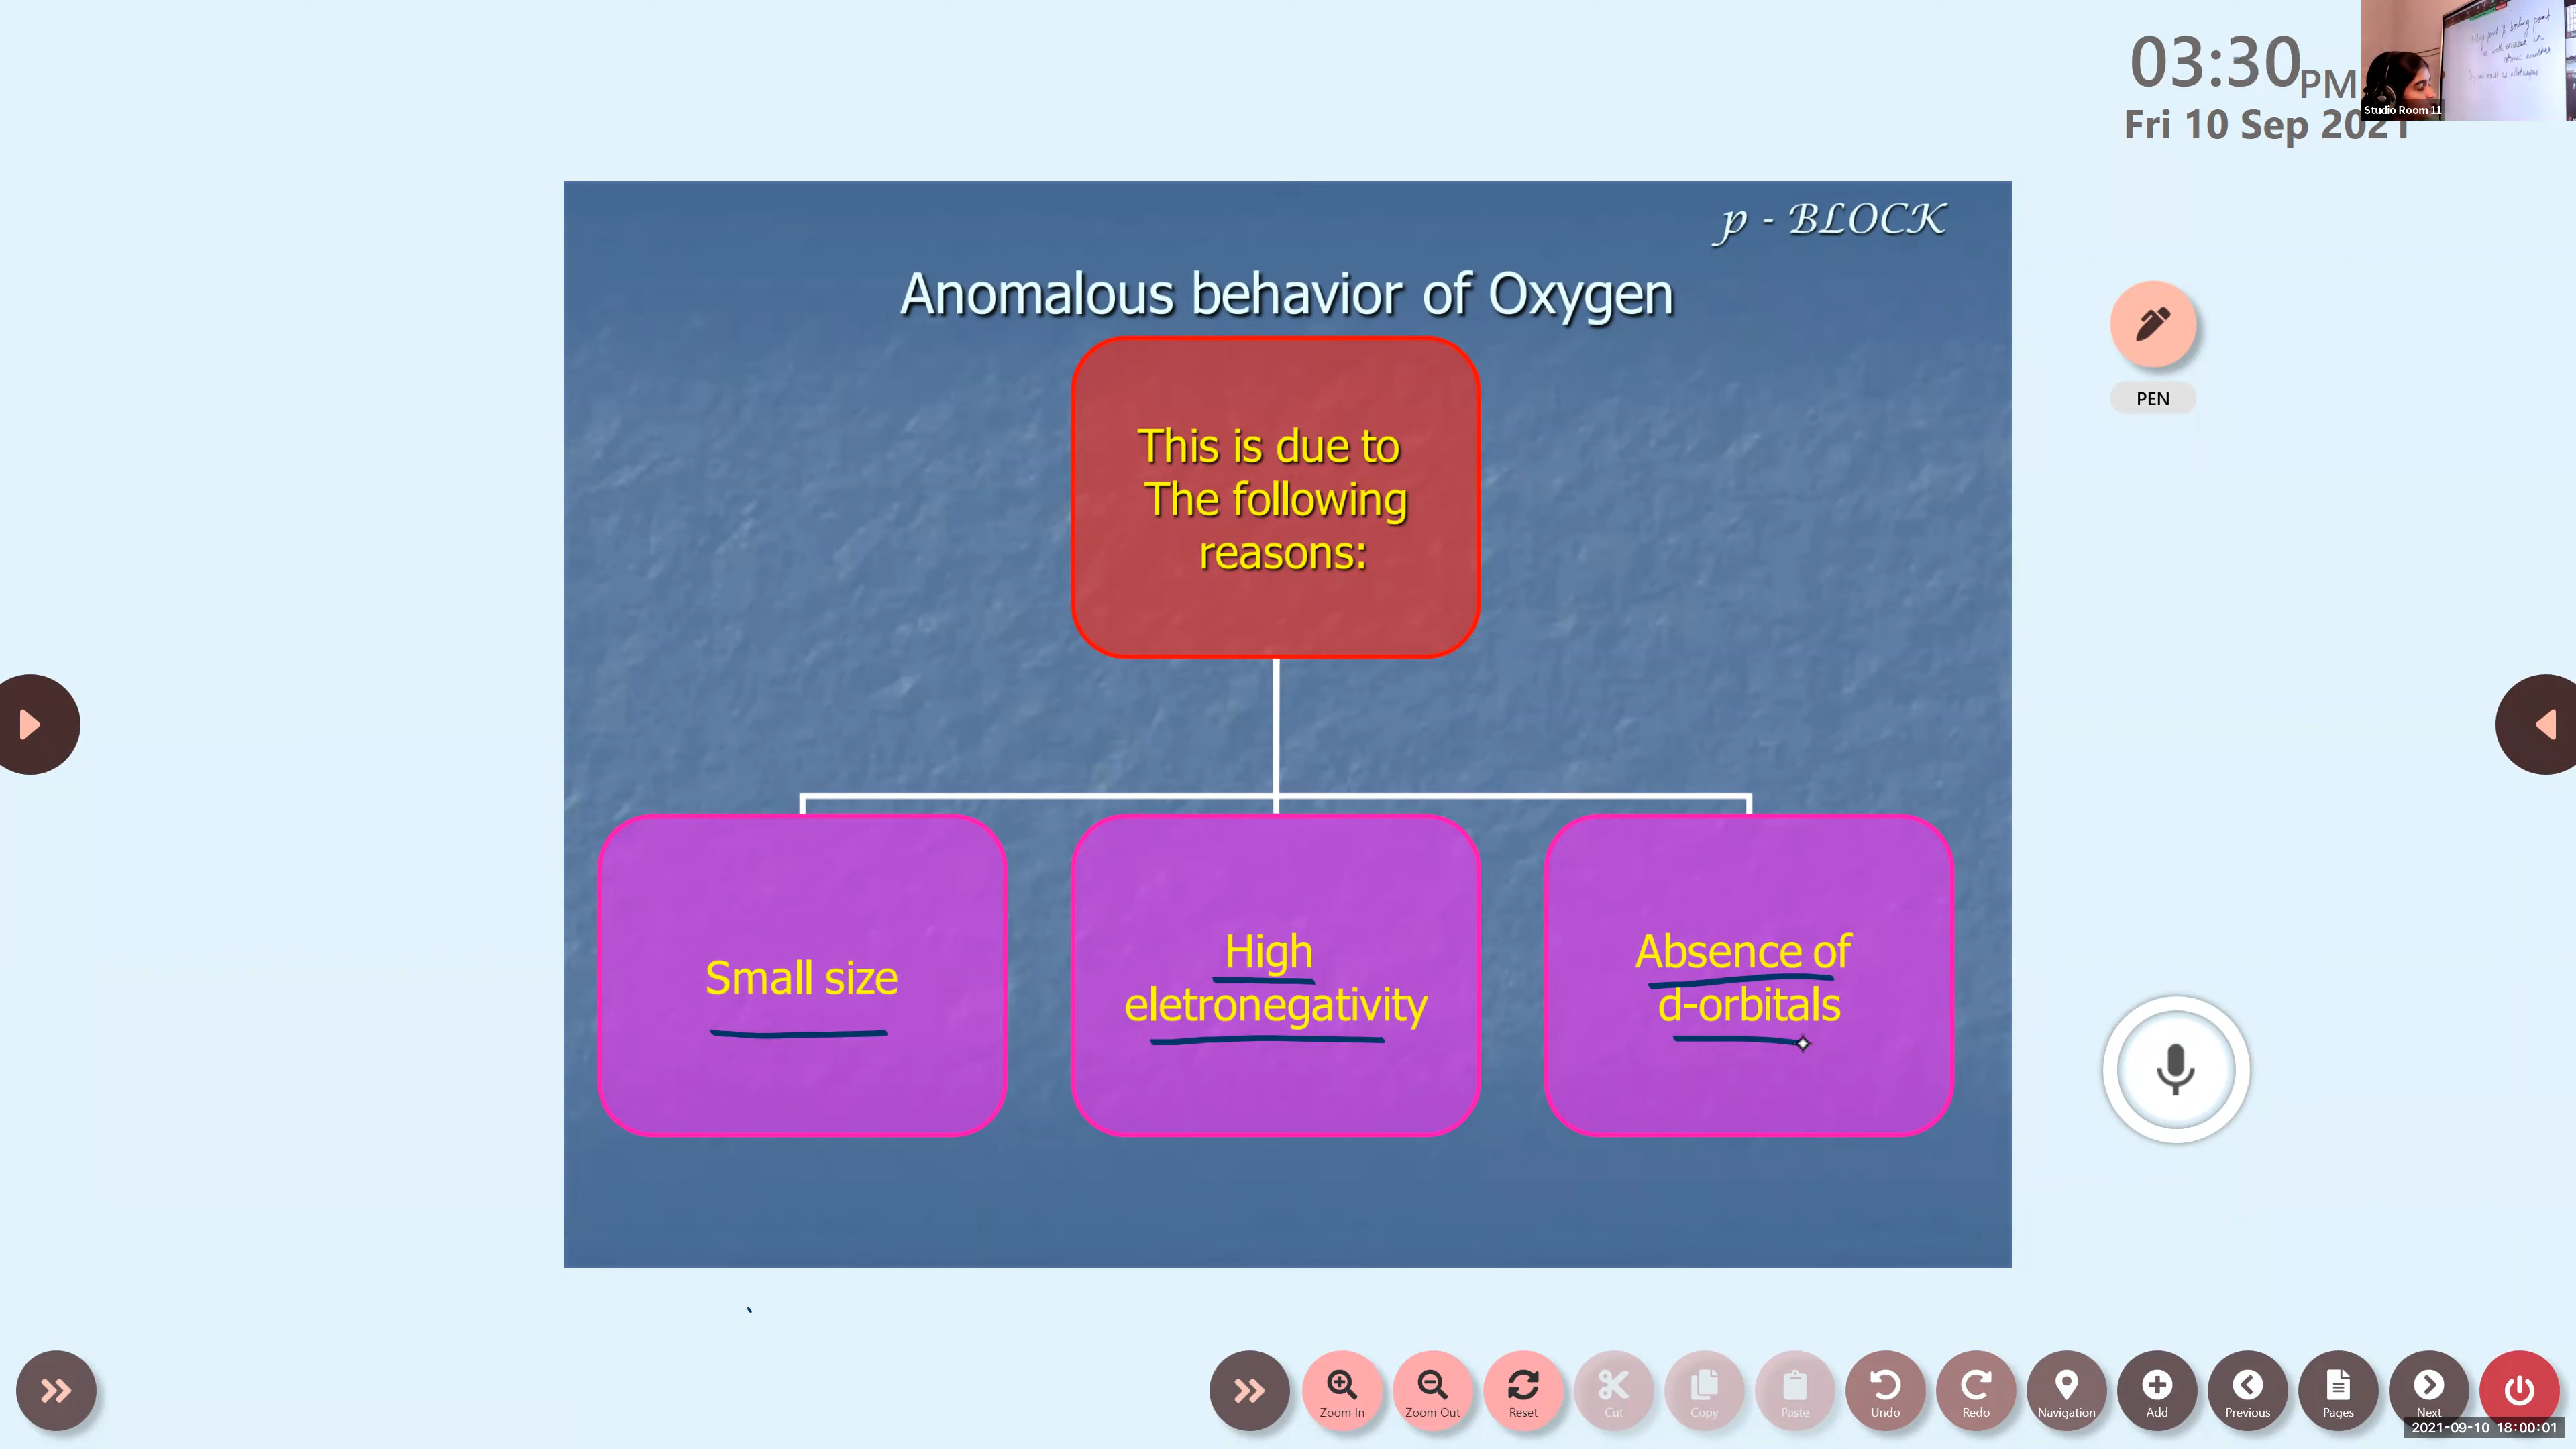 03:30PM
Fri 10 Sep 2021
Studio Room 11
p - BLOCK
Anomalous behavior of Oxygen
This is due to
The following
reasons:
Small size
High
eletronegativity
Absence of
d-orbitals
PEN
Zoom In
Zoom Out
Reset
Cut
Copy
Paste
Undo
Redo
Navigation
Add
Previous
Pages
Next
2021-09-10 18:00:01